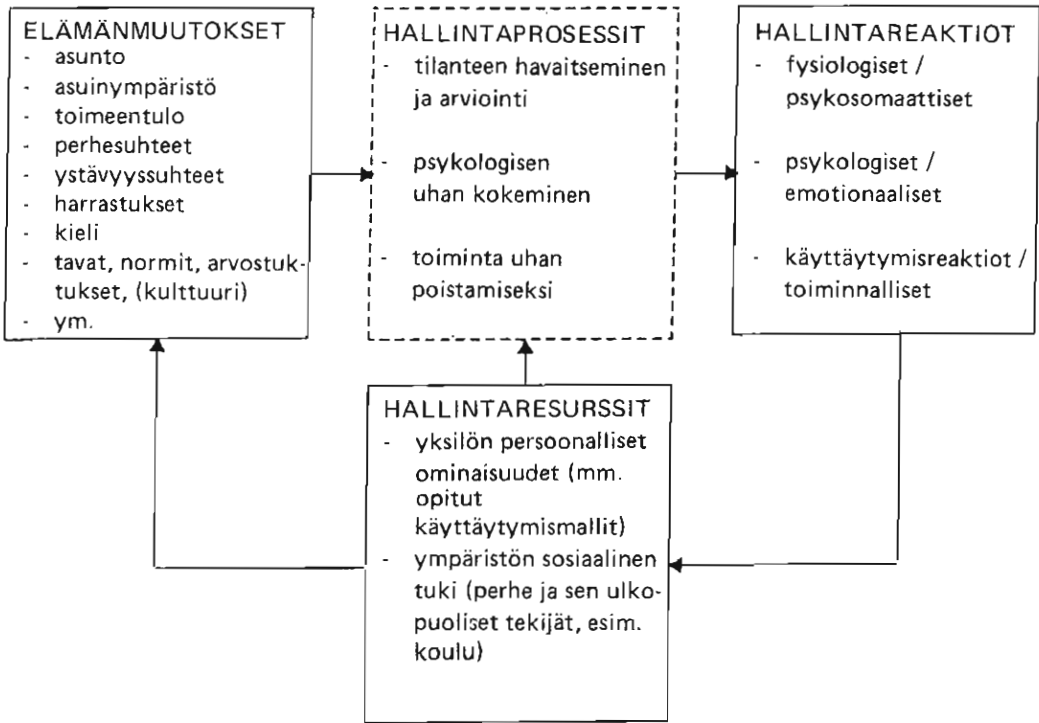 ELÄMÄNMUUTOKSET
- asunto
- asuinympäristö
- toimeentulo
- perhesuhteet
- ystävyyssuhteet
- harrastukset
- kieli
- tavat, normit, arvostuk-
tukset, (kulttuuri)
- ym.
HALLINTAPROSESSIT
- tilanteen havaitseminen
ja arviointi
- psykologisen
uhan kokeminen
- toiminta uhan
poistamiseksi
HALLINTAREAKTIOT
- fysiologiset /
psykosomaattiset
- psykologiset /
emotionaaliset
- käyttäytymisreaktiot /
toiminnalliset
HALLINTARESURSSIT
- yksilön persoonalliset
ominaisuudet (mm.
opitut
käyttäytymismallit)
- ympäristön sosiaalinen
tuki (perhe ja sen ulko-
puoliset tekijät, esim.
koulu)